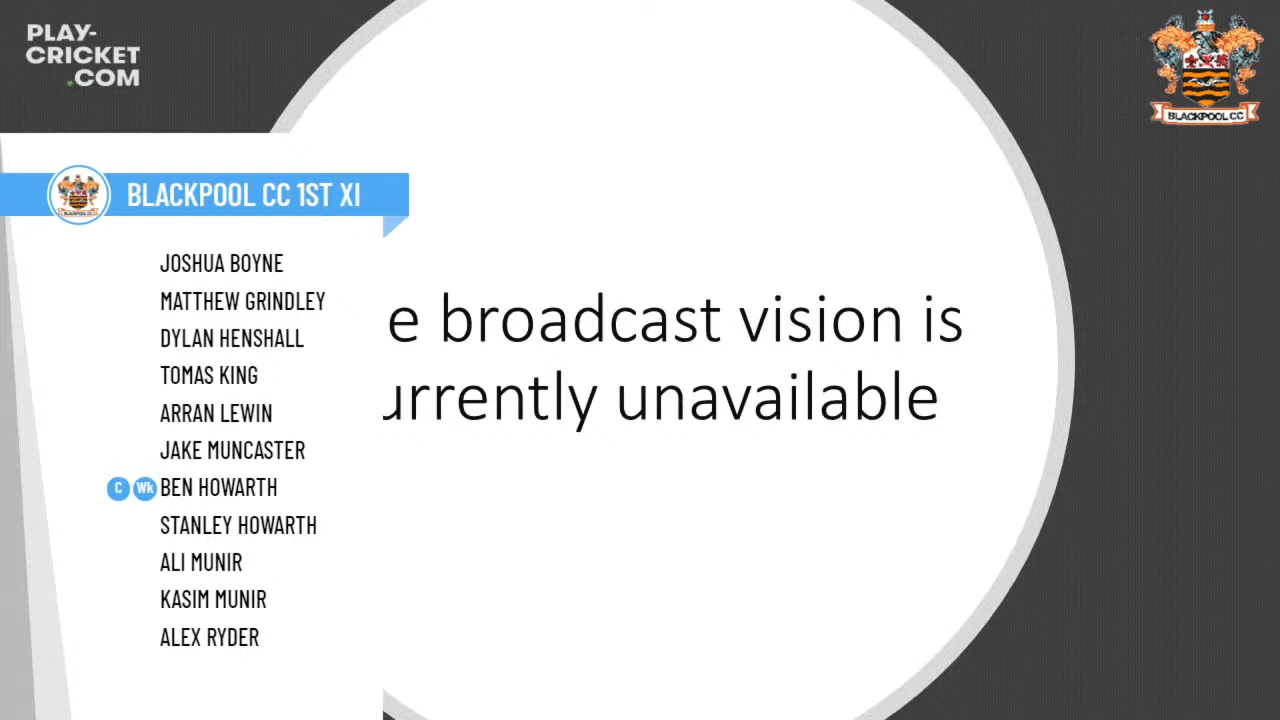 PLAY-
CRICKET
.COM
BLACKPOOL CC
BLACKPOOL CC 1ST XI
JOSHUA BOYNE
MATTHEW GRINDLEY
DYLAN HENSHALL
TOMAS KING
ARRAN LEWIN
JAKE MUNCASTER
C Wk BEN HOWARTH
STANLEY HOWARTH
ALI MUNIR
KASIM MUNIR
ALEX RYDER
e broadcast vision is
urrently unavailable